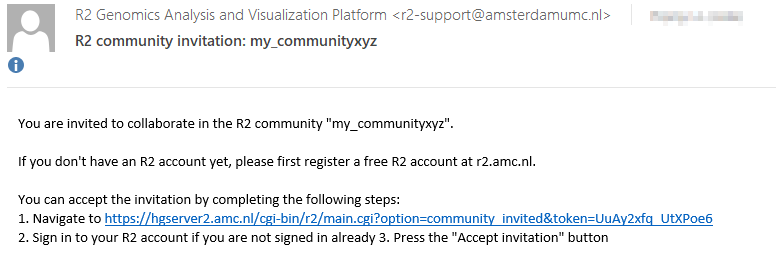 R2 Genomics Analysis and Visualization Platform <r2-support@amsterdamumc.nl>
R2 community invitation: my_communityxyz
You are invited to collaborate in the R2 community "my_communityxyz".
If you don't have an R2 account yet, please first register a free R2 account at r2.amc.nl.
You can accept the invitation by completing the following steps:
1. Navigate to https://hgserver2.amc.nl/cgi-bin/r2/main.cgi?option=community_invited&token=UuAy2xfq_UtXPoe6
2. Sign in to your R2 account if you are not signed in already 3. Press the "Accept invitation" button